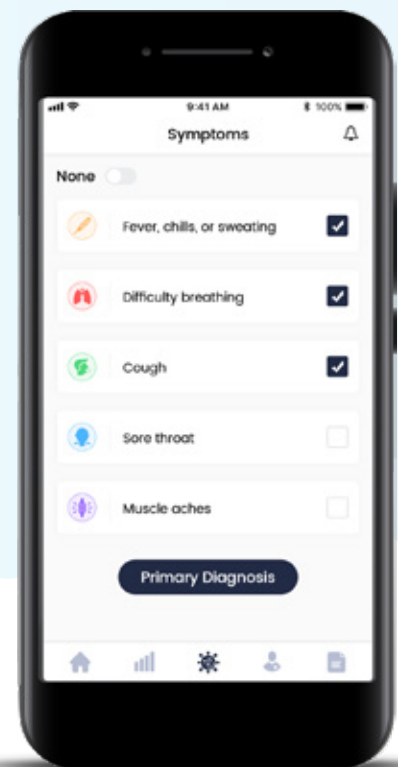 9:41 AM
100%
Symptoms
None
Fever, chills, or sweating
Difficulty breathing
Cough
Sore throat
Muscle aches
Primary Diagnosis